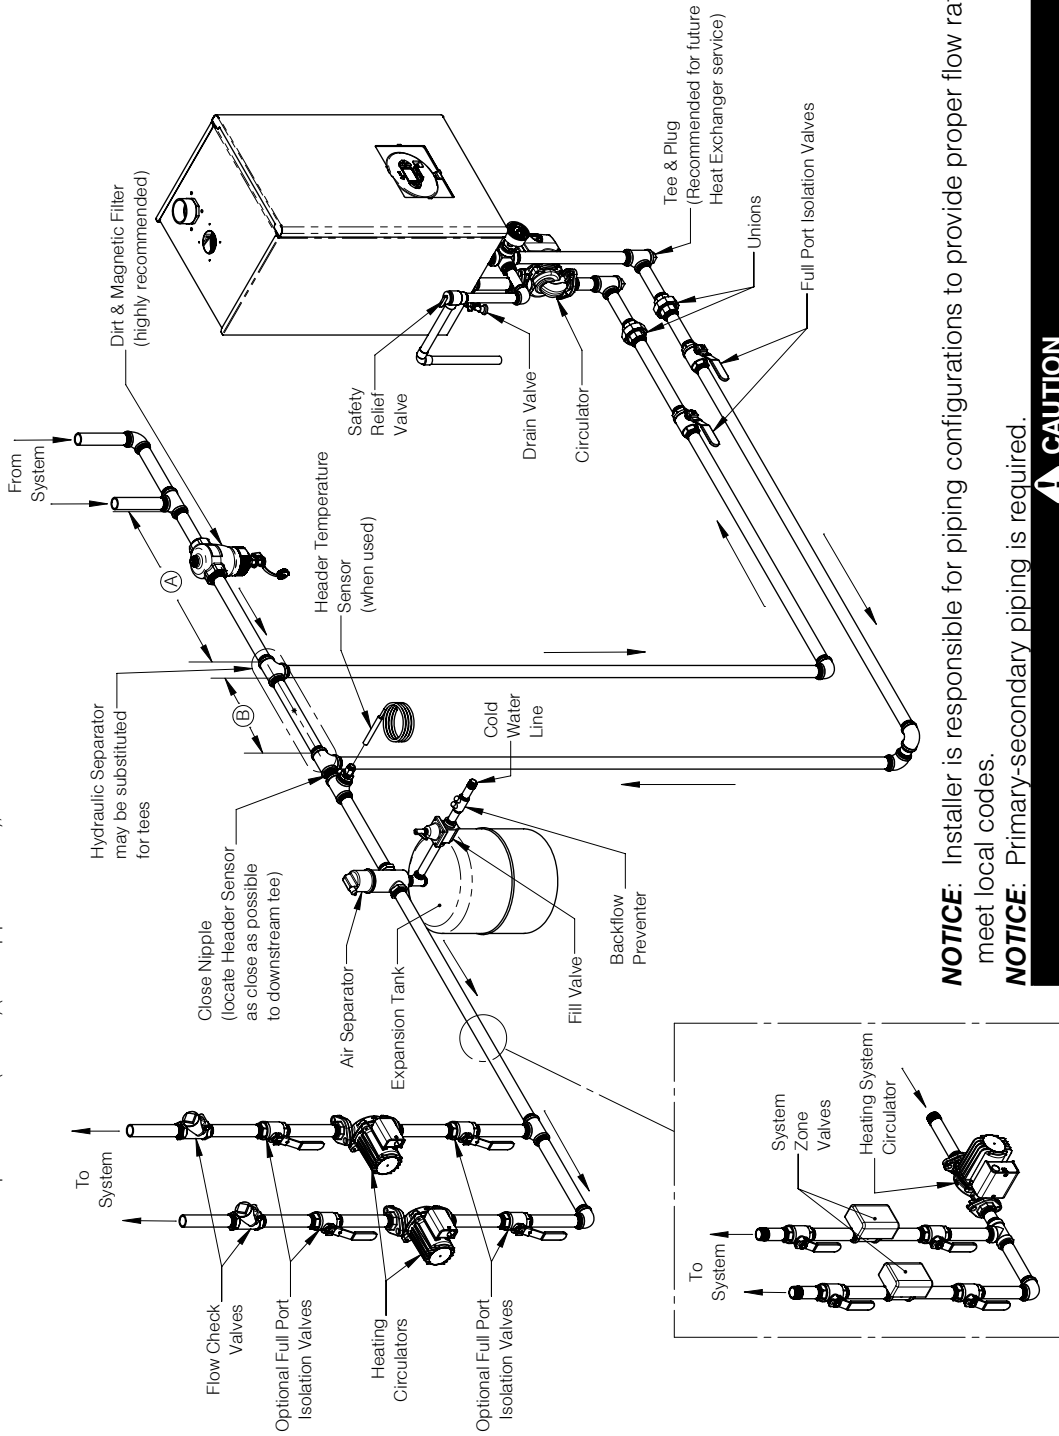 From
System
Dirt & Magnetic Filter
(highly recommended)
A
Hydraulic Separator
may be substituted
for tees
B
Header Temperature
Sensor
(when used)
Safety
Relief
Valve
Drain Valve
Circulator
Tee & Plug
(Recommended for future
Heat Exchanger service)
Unions
Full Port Isolation Valves
Close Nipple
(locate Header Sensor
as close as possible
to downstream tee)
Cold
Water
Line
Air Separator
Expansion Tank
Fill Valve
Backflow
Preventer
To
System
Flow Check
Valves
Optional Full Port
Isolation Valves
Heating
Circulators
Optional Full Port
Isolation Valves
To
System
System
Zone
Valves
Heating System
Circulator
NOTICE: Installer is responsible for piping configurations to provide proper flow
meet local codes.
NOTICE: Primary-secondary piping is required.
CAUTION